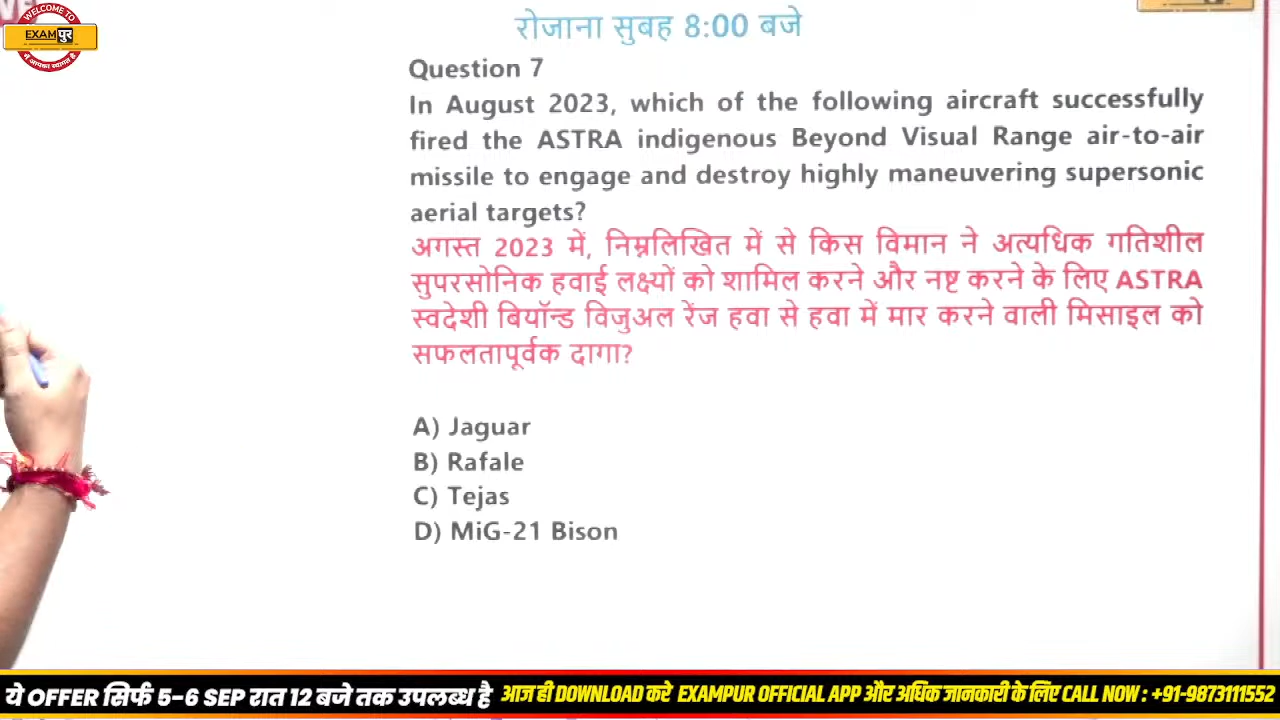 WELCOME TO
EXAMपुर
में आपका स्वागत है
रोजाना सुबह 8:00 बजे
Question 7
In August 2023, which of the following aircraft successfully
fired the ASTRA indigenous Beyond Visual Range air-to-air
missile to engage and destroy highly maneuvering supersonic
aerial targets?
अगस्त 2023 में, निम्नलिखित में से किस विमान ने अत्यधिक गतिशील
सुपरसोनिक हवाई लक्ष्यों को शामिल करने और नष्ट करने के लिए ASTRA
स्वदेशी बियॉन्ड विजुअल रेंज हवा से हवा में मार करने वाली मिसाइल को
सफलतापूर्वक दागा?
A) Jaguar
B) Rafale
C) Tejas
D) MiG-21 Bison
ये OFFER सिर्फ 5-6 SEP रात 12 बजे तक उपलब्ध है
आज ही DOWNLOAD करे EXAMPUR OFFICIAL APP और अधिक जानकारी के लिए CALL NOW : +91-9873111552